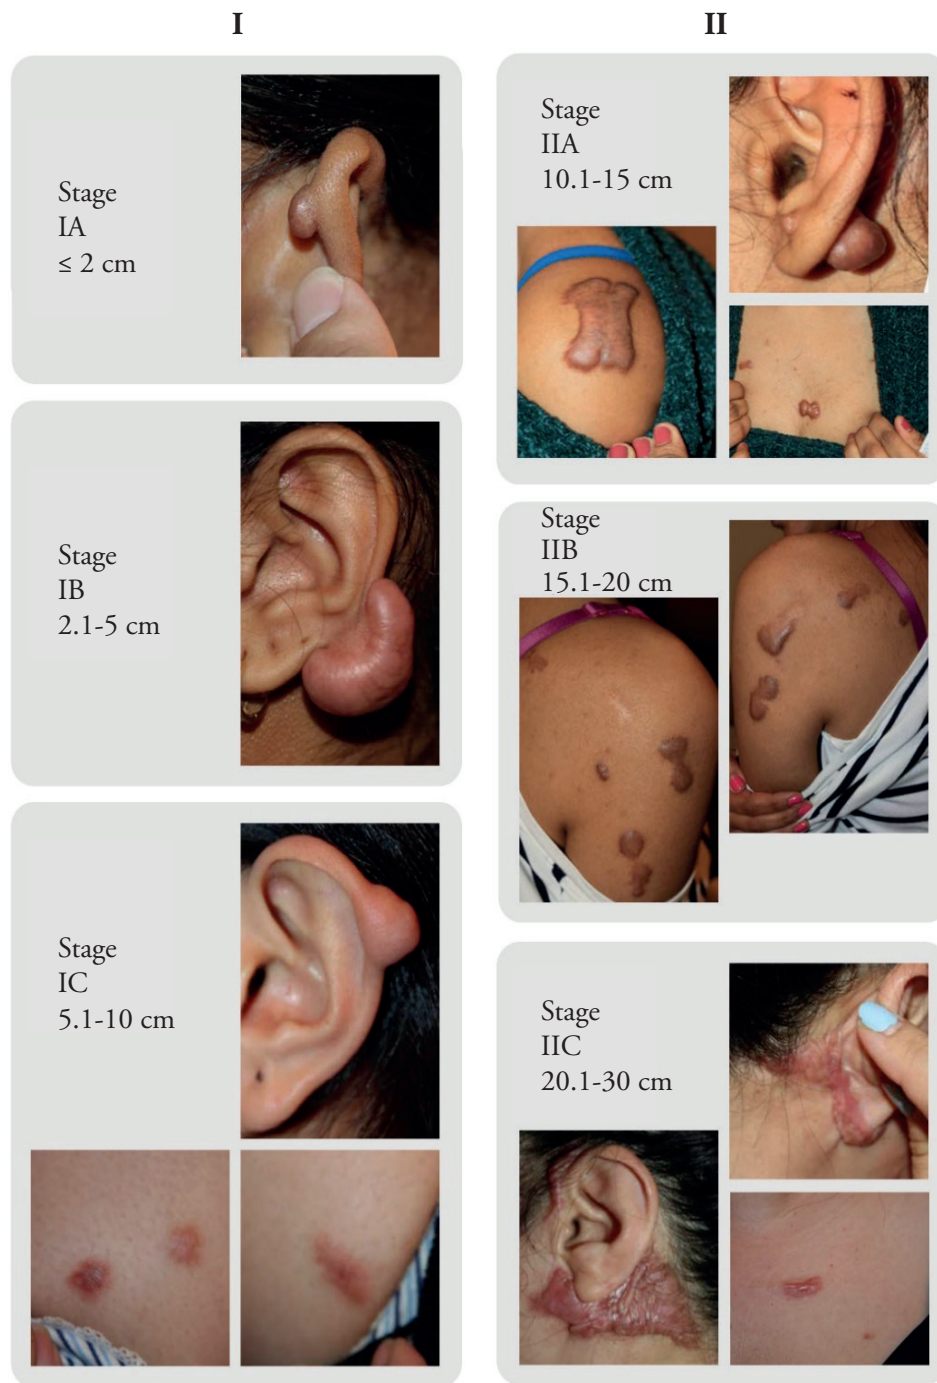 I
Stage
IA
≤ 2 cm
Stage
IB
2.1-5 cm
Stage
IC
5.1-10 cm
II
Stage
IIA
10.1-15 cm
Stage
IIB
15.1-20 cm
Stage
IIC
20.1-30 cm